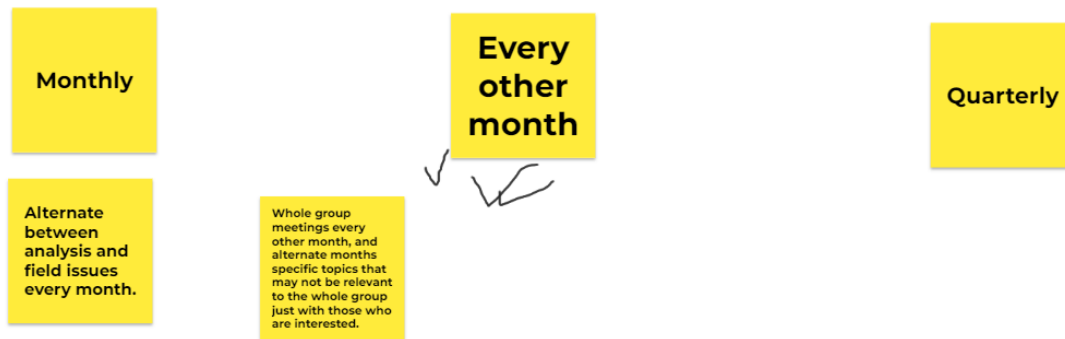 Monthly
Every
other
month
Quarterly
Alternate
between
analysis and
field issues
every month.
Whole group
meetings every
other month, and
alternate months
specific topics that
may not be relevant
to the whole group
just with those who
are interested.